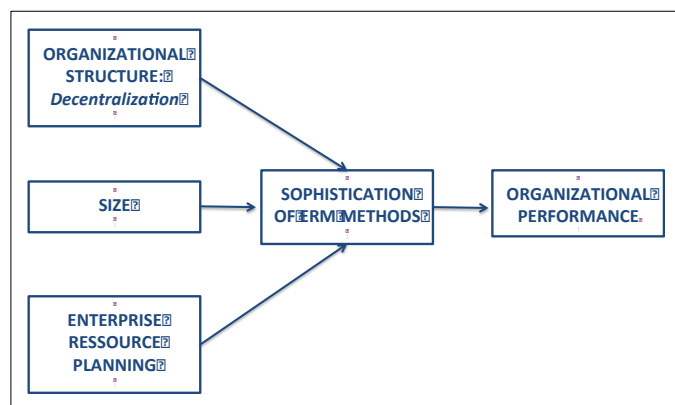 ORGANIZATIONAL
STRUCTURE:
Decentralization
SIZE
ENTERPRISE
RESSOURCE
PLANNING
SOPHISTICATION
OF ERM METHODS
ORGANIZATIONAL
PERFORMANCE